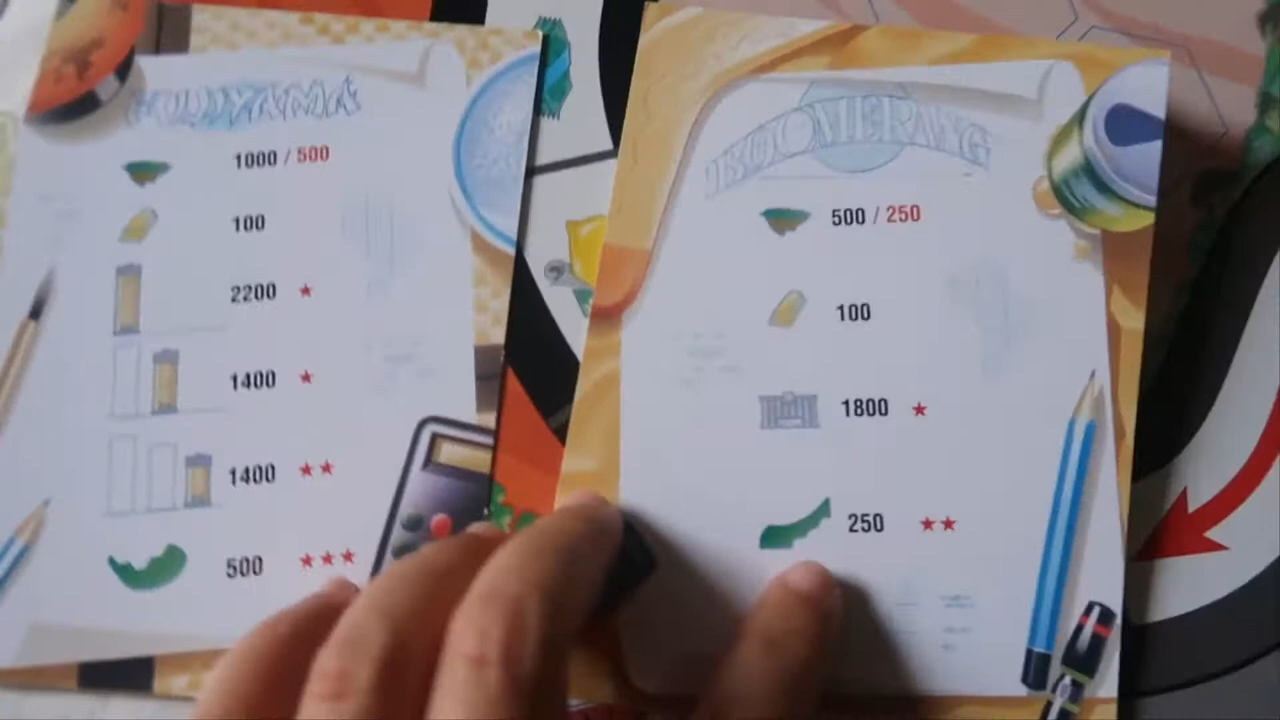 FUJIYAMA
1000 / 500
100
2200 ★
1400 ★
1400 ★★
500 ★★★
BOOMERANG
500 / 250
100
1800 ★
250 ★★